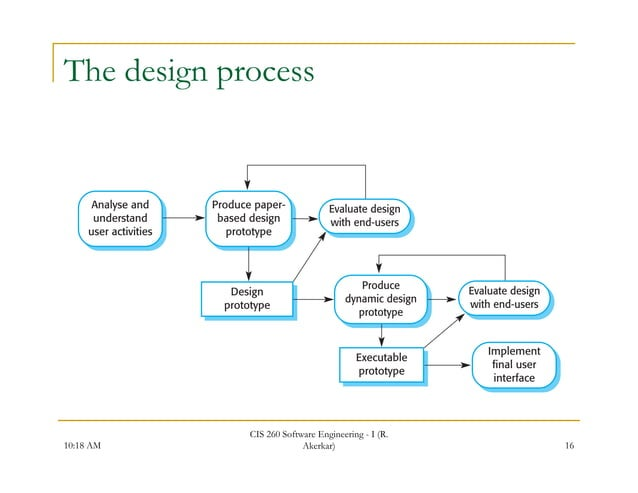 The design process
Analyse and
understand
user activities
Produce paper-
based design
prototype
Evaluate design
with end-users
Design
prototype
Produce
dynamic design
prototype
Evaluate design
with end-users
Executable
prototype
Implement
final user
interface
10:18 AM
CIS 260 Software Engineering - I (R.
Akerkar)
16